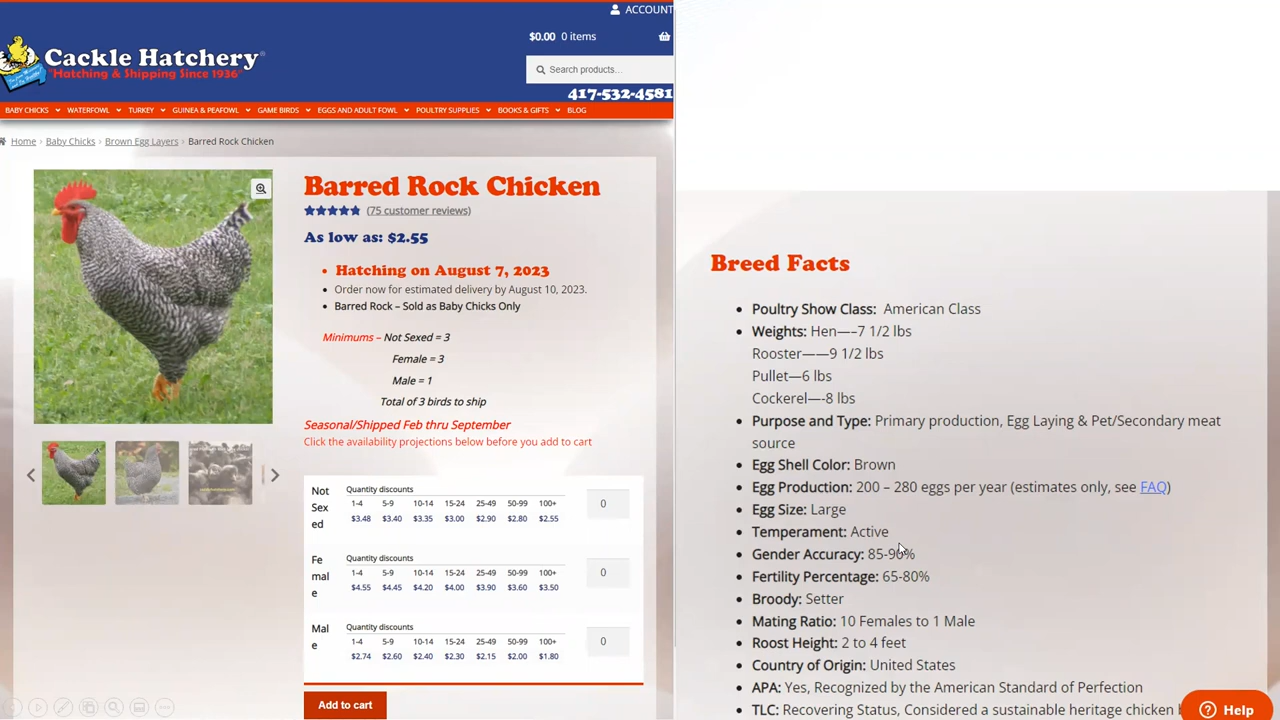 ACCOUNT
$0.00 0 items
Cackle Hatchery®
"Hatching & Shipping Since 1936"
Search products…
417-532-4581
BABY CHICKS WATERFOWL TURKEY GUINEA & PEAFOWL GAME BIRDS EGGS AND ADULT FOWL POULTRY SUPPLIES BOOKS & GIFTS BLOG
Home › Baby Chicks › Brown Egg Layers › Barred Rock Chicken
Barred Rock Chicken
(75 customer reviews)
As low as: $2.55
• Hatching on August 7, 2023
• Order now for estimated delivery by August 10, 2023.
• Barred Rock – Sold as Baby Chicks Only
Minimums – Not Sexed = 3
Female = 3
Male = 1
Total of 3 birds to ship
Seasonal/Shipped Feb thru September
Click the availability projections below before you add to cart
Not Sex ed
Quantity discounts
1-4 5-9 10-14 15-24 25-49 50-99 100+
$3.48 $3.40 $3.35 $3.00 $2.90 $2.80 $2.55
0
Fe mal e
Quantity discounts
1-4 5-9 10-14 15-24 25-49 50-99 100+
$4.55 $4.45 $4.20 $4.00 $3.90 $3.60 $3.50
0
Mal e
Quantity discounts
1-4 5-9 10-14 15-24 25-49 50-99 100+
$2.74 $2.60 $2.40 $2.30 $2.15 $2.00 $1.80
0
Add to cart
Breed Facts
• Poultry Show Class: American Class
• Weights: Hen—–7 1/2 lbs
Rooster——9 1/2 lbs
Pullet—6 lbs
Cockerel—-8 lbs
• Purpose and Type: Primary production, Egg Laying & Pet/Secondary meat
source
• Egg Shell Color: Brown
• Egg Production: 200 – 280 eggs per year (estimates only, see FAQ)
• Egg Size: Large
• Temperament: Active
• Gender Accuracy: 85-90%
• Fertility Percentage: 65-80%
• Broody: Setter
• Mating Ratio: 10 Females to 1 Male
• Roost Height: 2 to 4 feet
• Country of Origin: United States
• APA: Yes, Recognized by the American Standard of Perfection
• TLC: Recovering Status, Considered a sustainable heritage chicken
Help